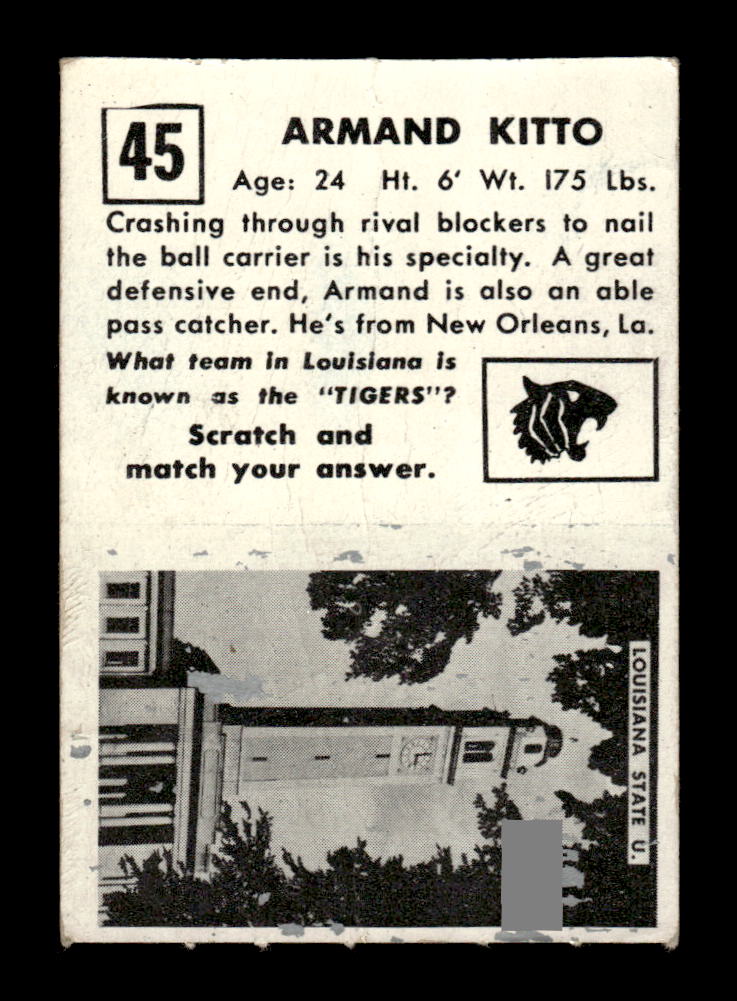 45
ARMAND KITTO
Age: 24 Ht. 6' Wt. 175 Lbs.
Crashing through rival blockers to nail
the ball carrier is his specialty. A great
defensive end, Armand is also an able
pass catcher. He's from New Orleans, La.
What team in Louisiana is
known as the "TIGERS"?
Scratch and
match your answer.
LOUISIANA STATE U.